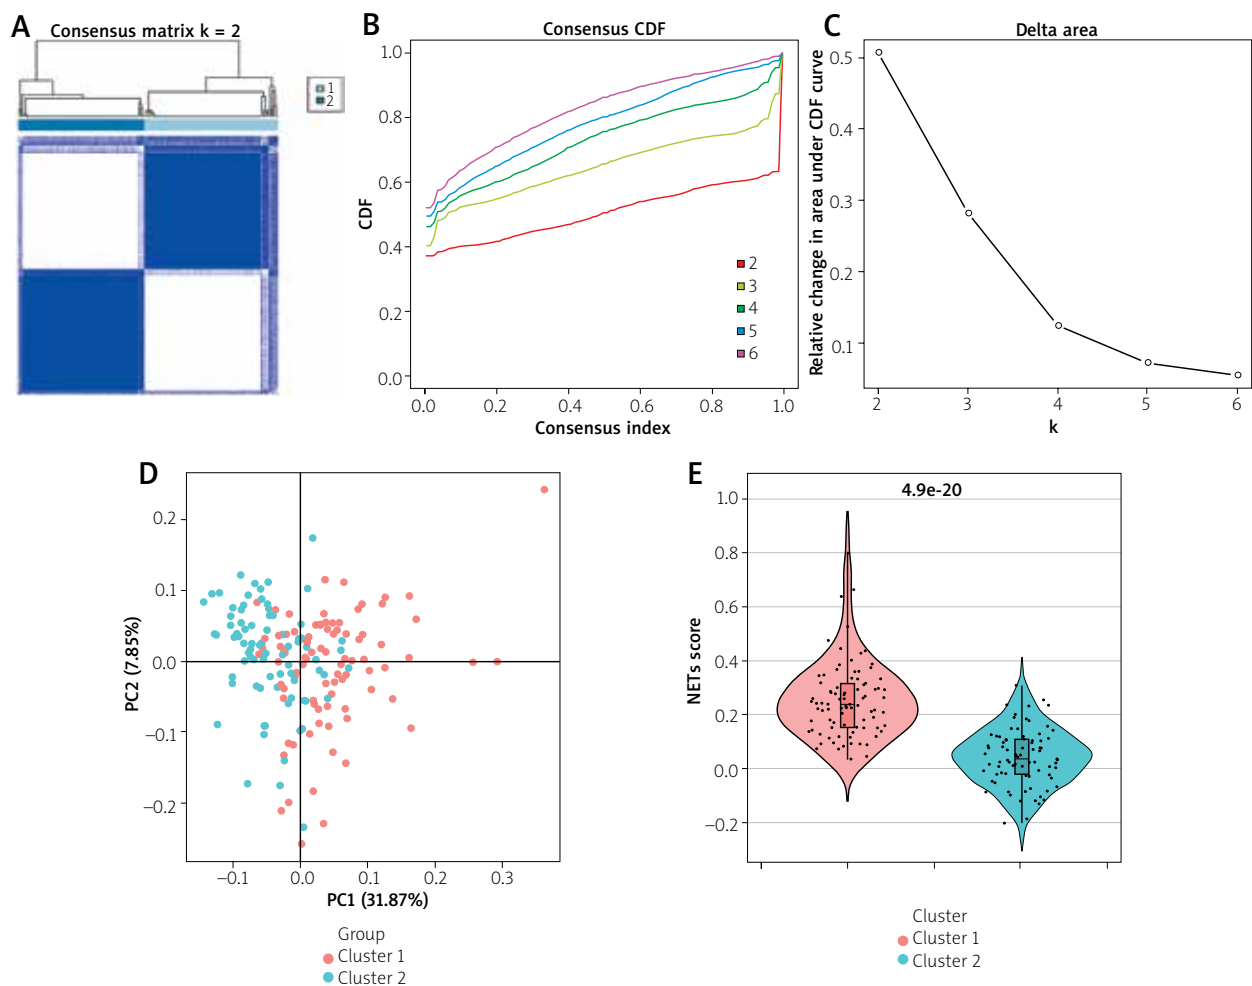 A
Consensus matrix k = 2
1
2
B
Consensus CDF
CDF
1.0
0.8
0.6
0.4
0.2
0.0
0.0 0.2 0.4 0.6 0.8 1.0
Consensus index
2
3
4
5
6
C
Delta area
Relative change in area under CDF curve
0.5
0.4
0.3
0.2
0.1
2 3 4 5 6
k
D
PC2 (7.85%)
0.2
0.1
0.0
−0.1
−0.2
−0.1 0.0 0.1 0.2 0.3
PC1 (31.87%)
Group
Cluster 1
Cluster 2
E
4.9e-20
NETs score
1.0
0.8
0.6
0.4
0.2
0.0
−0.2
Cluster
Cluster 1
Cluster 2